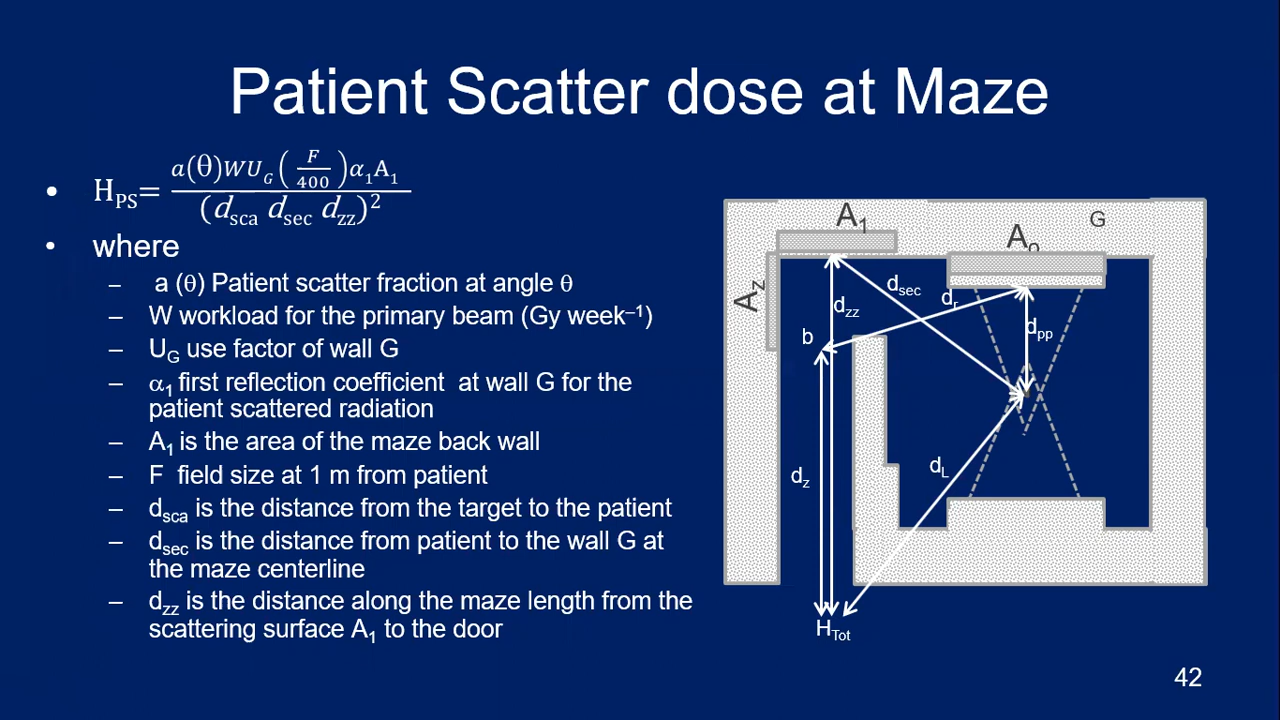 Patient Scatter dose at Maze
• H_PS= a(θ)WU_G(F/400)α₁A₁ / (d_sca d_sec d_zz)²
• where
– a (θ) Patient scatter fraction at angle θ
– W workload for the primary beam (Gy week⁻¹)
– U_G use factor of wall G
– α₁ first reflection coefficient at wall G for the
patient scattered radiation
– A₁ is the area of the maze back wall
– F field size at 1 m from patient
– d_sca is the distance from the target to the patient
– d_sec is the distance from patient to the wall G at
the maze centerline
– d_zz is the distance along the maze length from the
scattering surface A₁ to the door
A₁
G
A_o
A_z
d_sec
d_r
d_zz
d_pp
b
d_L
d_z
H_Tot
42